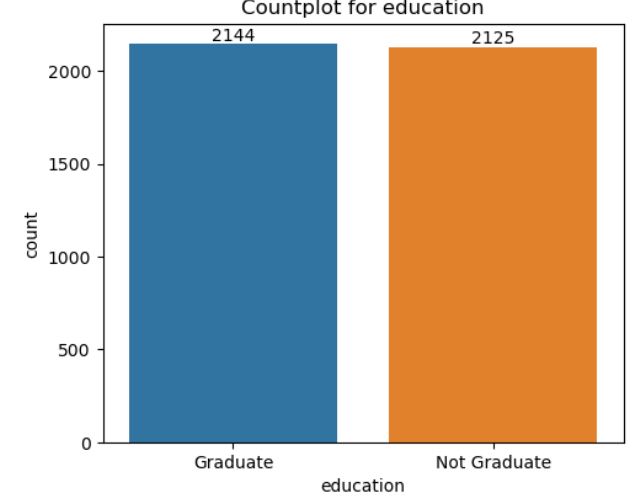 Countplot for education
2144
2125
2000
1500
1000
500
0
count
Graduate
Not Graduate
education